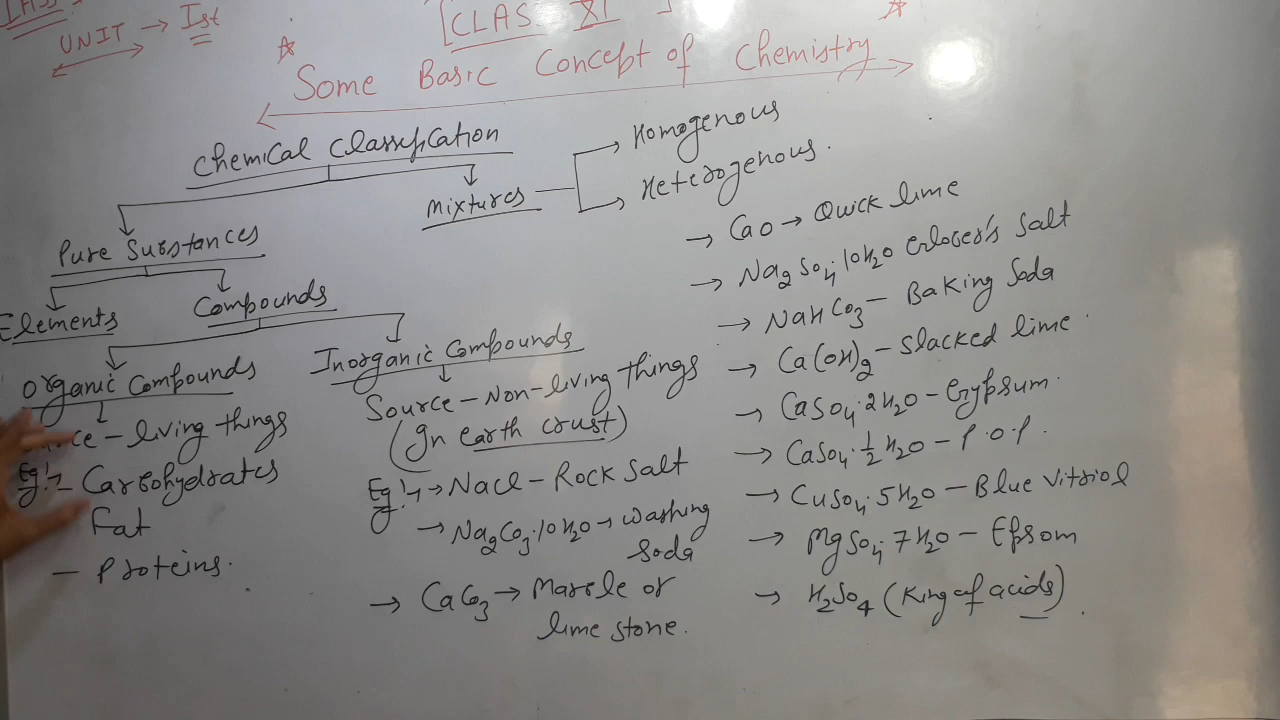 UNIT → Ist
[CLAS XI ]
Some Basic Concept of Chemistry
Chemical Classification
Pure Substances
Mixtures
Homogenous
Heterogenous.
Elements
Compounds
Organic Compounds
Source - living things
Eg:- - Carbohydrates
Fat
- Proteins.
Inorganic Compounds
Source - Non-living things
(In earth crust)
Eg:- → NaCl - Rock Salt
→ Na2CO3.10H2O → Washing
Soda
→ CaCO3 → Marble or
lime stone.
→ CaO → Quick lime
→ Na2SO4.10H2O Glober's Salt
→ NaHCO3 - Baking Soda
→ Ca(OH)2 - Slacked lime
→ CaSO4.2H2O - Gypsum.
→ CaSO4.1/2H2O - P.O.P.
→ CuSO4.5H2O - Blue Vitriol
→ MgSO4.7H2O - Epsom
→ H2SO4 (King of acids)